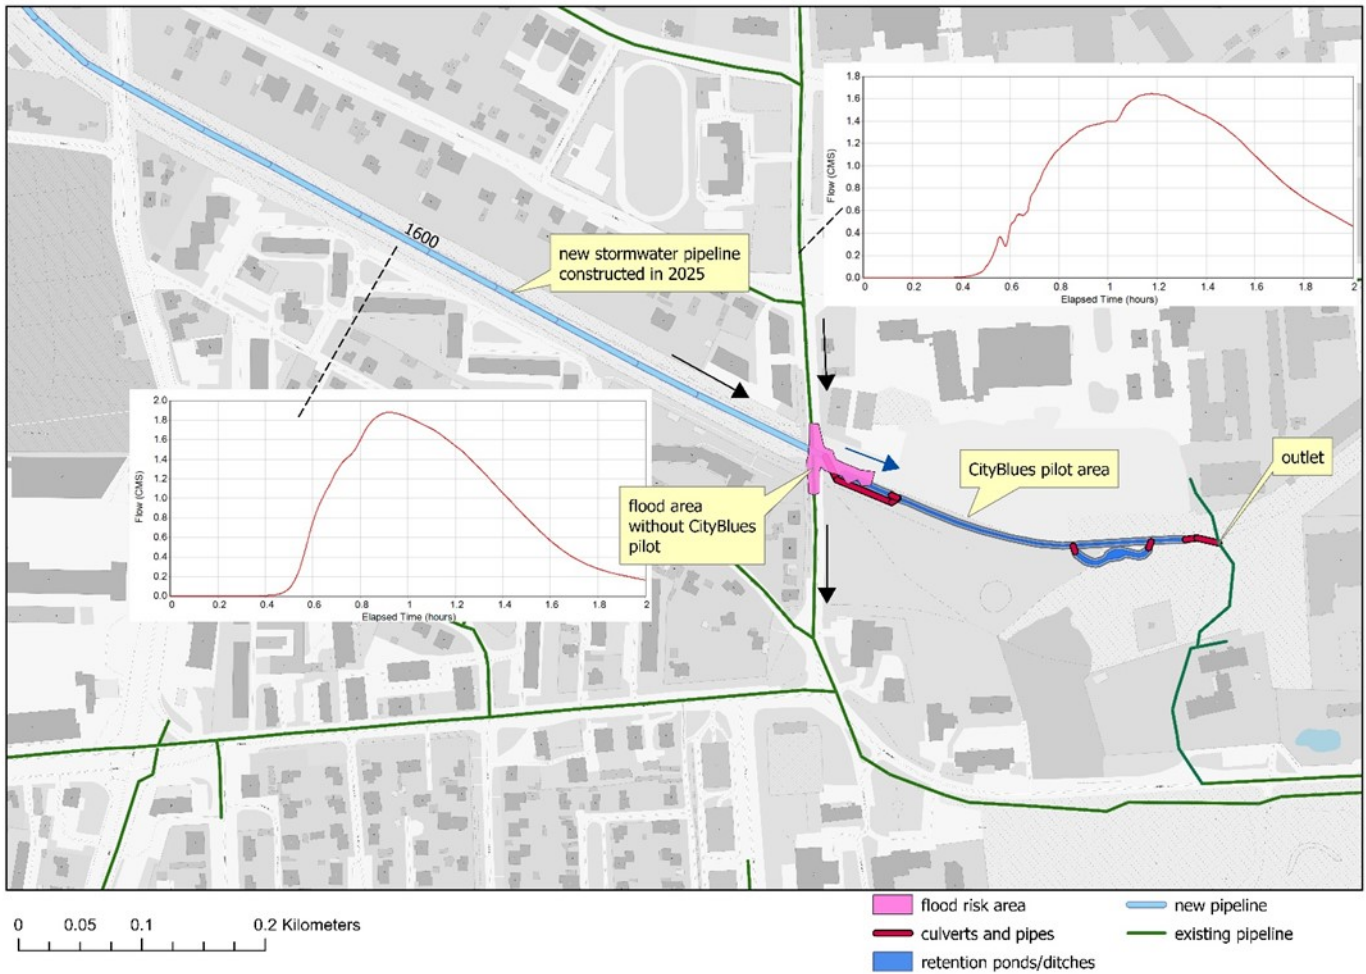 1.8
1.6
1.4
1.2
1.0
0.8
0.6
0.4
0.2
0.0
Flow (CMS)
0 0.2 0.4 0.6 0.8 1 1.2 1.4 1.6 1.8 2
Elapsed Time (hours)
1600
new stormwater pipeline
constructed in 2025
2.0
1.8
1.6
1.4
1.2
1.0
0.8
0.6
0.4
0.2
0.0
Flow (CMS)
0 0.2 0.4 0.6 0.8 1 1.2 1.4 1.6 1.8 2
Elapsed Time (hours)
flood area
without CityBlues
pilot
CityBlues pilot area
outlet
0 0.05 0.1 0.2 Kilometers
flood risk area
culverts and pipes
retention ponds/ditches
new pipeline
existing pipeline